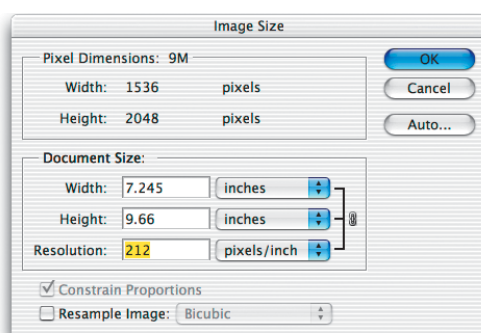 Image Size
Pixel Dimensions: 9M
OK
Width: 1536 pixels
Cancel
Height: 2048 pixels
Auto...
Document Size:
Width: 7.245 inches
Height: 9.66 inches
Resolution: 212 pixels/inch
Constrain Proportions
Resample Image: Bicubic